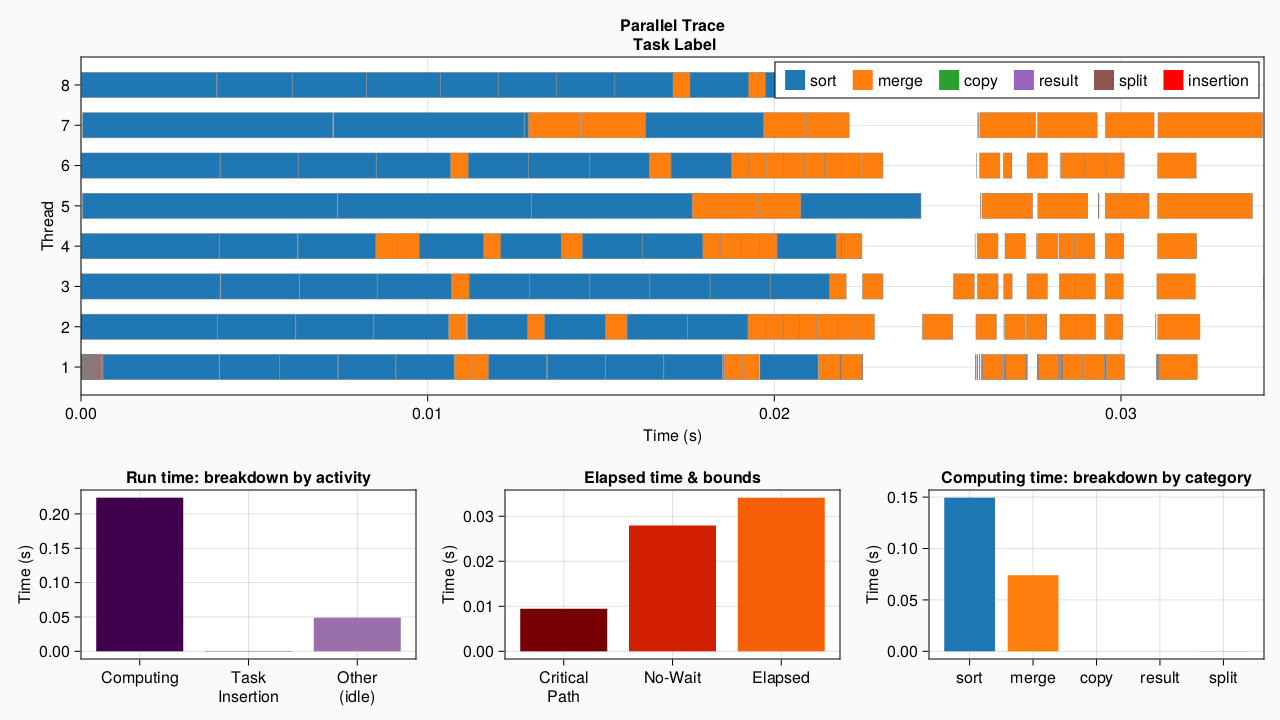 Parallel Trace
Task Label
sort merge copy result split insertion
8
7
6
5
4
3
2
1
Thread
0.00 0.01 0.02 0.03
Time (s)
Run time: breakdown by activity
0.20
0.15
0.10
0.05
0.00
Time (s)
Computing Task Insertion Other (idle)
Elapsed time & bounds
0.03
0.02
0.01
0.00
Time (s)
Critical Path No-Wait Elapsed
Computing time: breakdown by category
0.15
0.10
0.05
0.00
Time (s)
sort merge copy result split